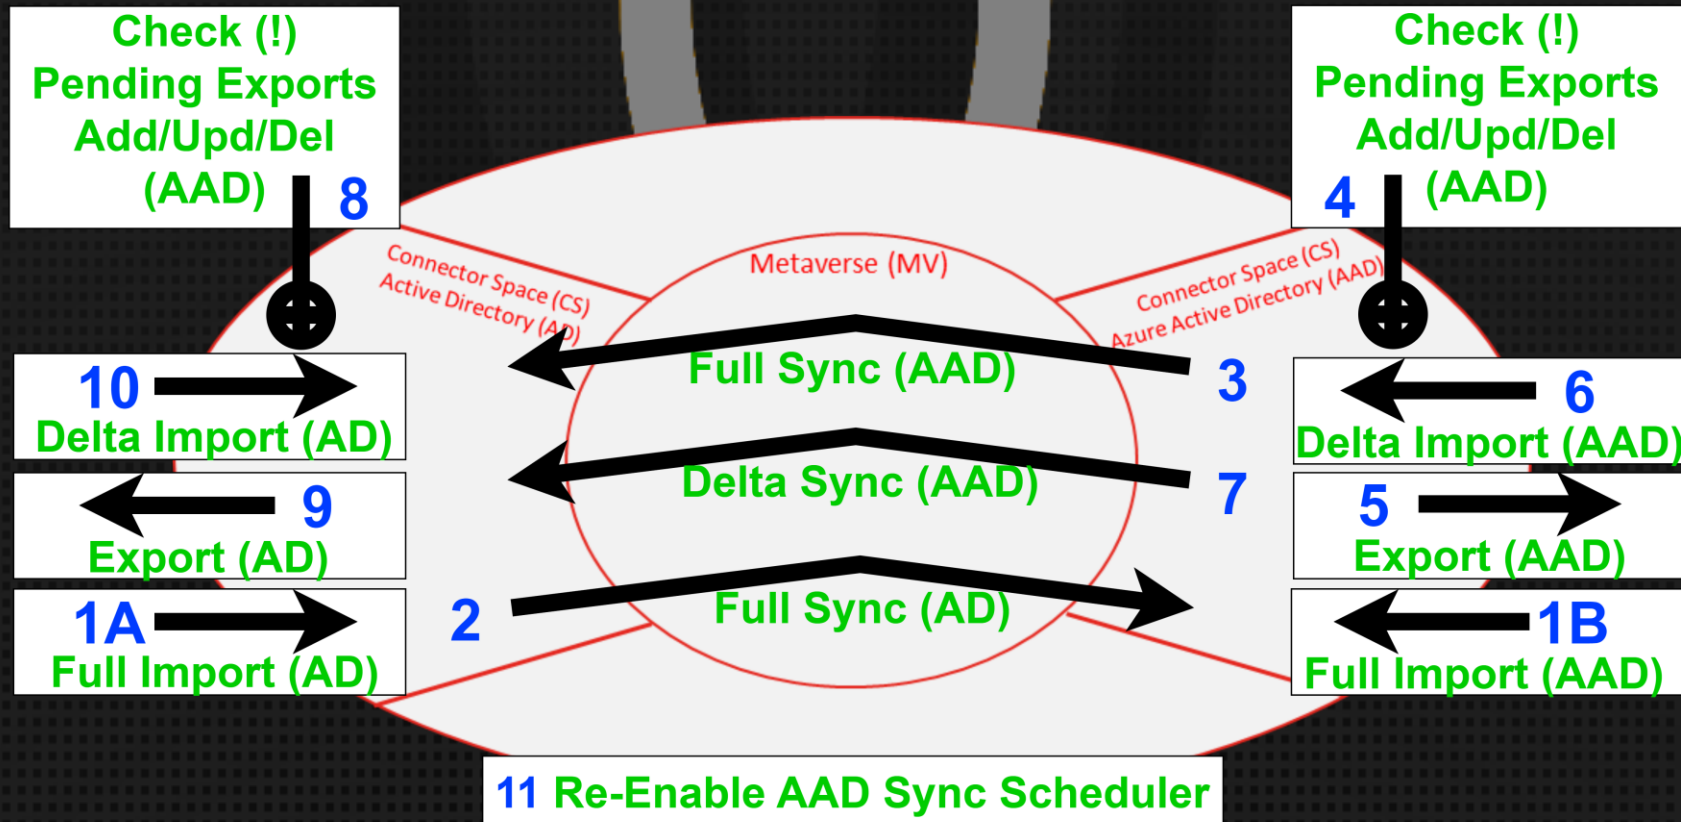 Check (!)
Pending Exports
Add/Upd/Del
(AAD)
8
Check (!)
Pending Exports
Add/Upd/Del
(AAD)
4
Connector Space (CS)
Active Directory (AD)
Metaverse (MV)
Connector Space (CS)
Azure Active Directory (AAD)
10
Delta Import (AD)
Full Sync (AAD)
3
6
Delta Import (AAD)
9
Export (AD)
Delta Sync (AAD)
7
5
Export (AAD)
1A
Full Import (AD)
2
Full Sync (AD)
1B
Full Import (AAD)
11 Re-Enable AAD Sync Scheduler